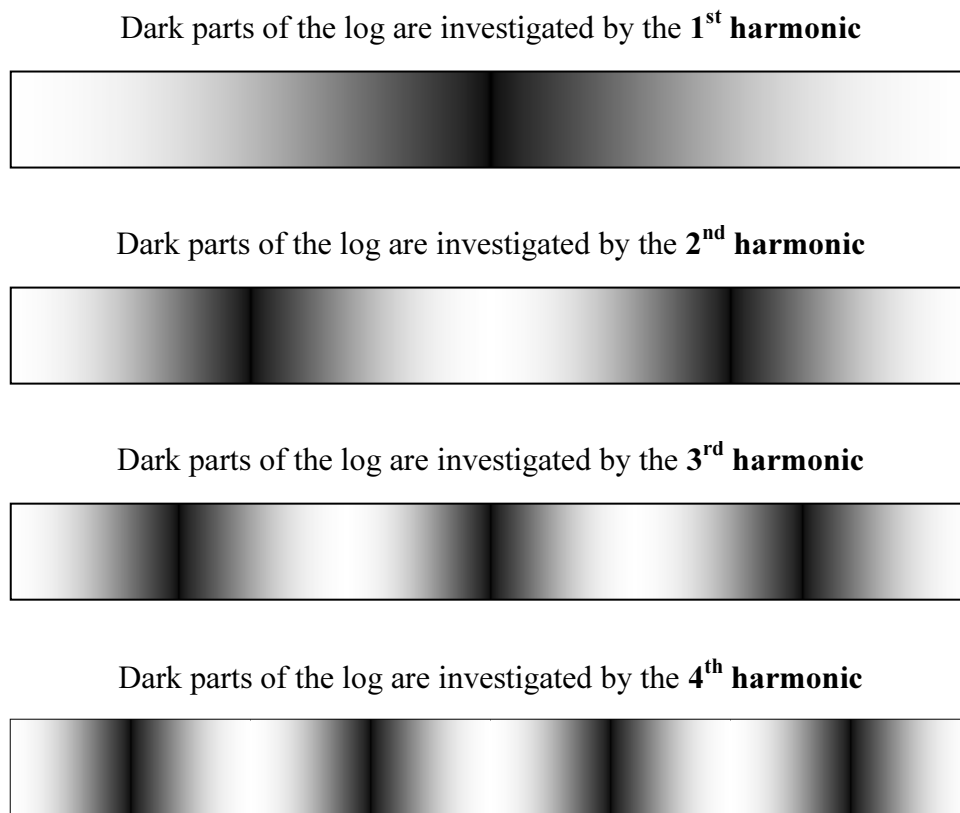 Dark parts of the log are investigated by the 1st harmonic
Dark parts of the log are investigated by the 2nd harmonic
Dark parts of the log are investigated by the 3rd harmonic
Dark parts of the log are investigated by the 4th harmonic